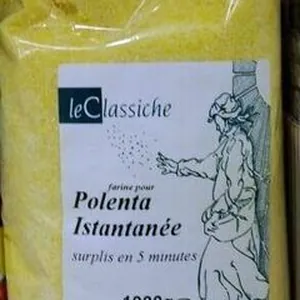 leClassiche
farine pour
Polenta
Istantanée
surplis en 5 minutes